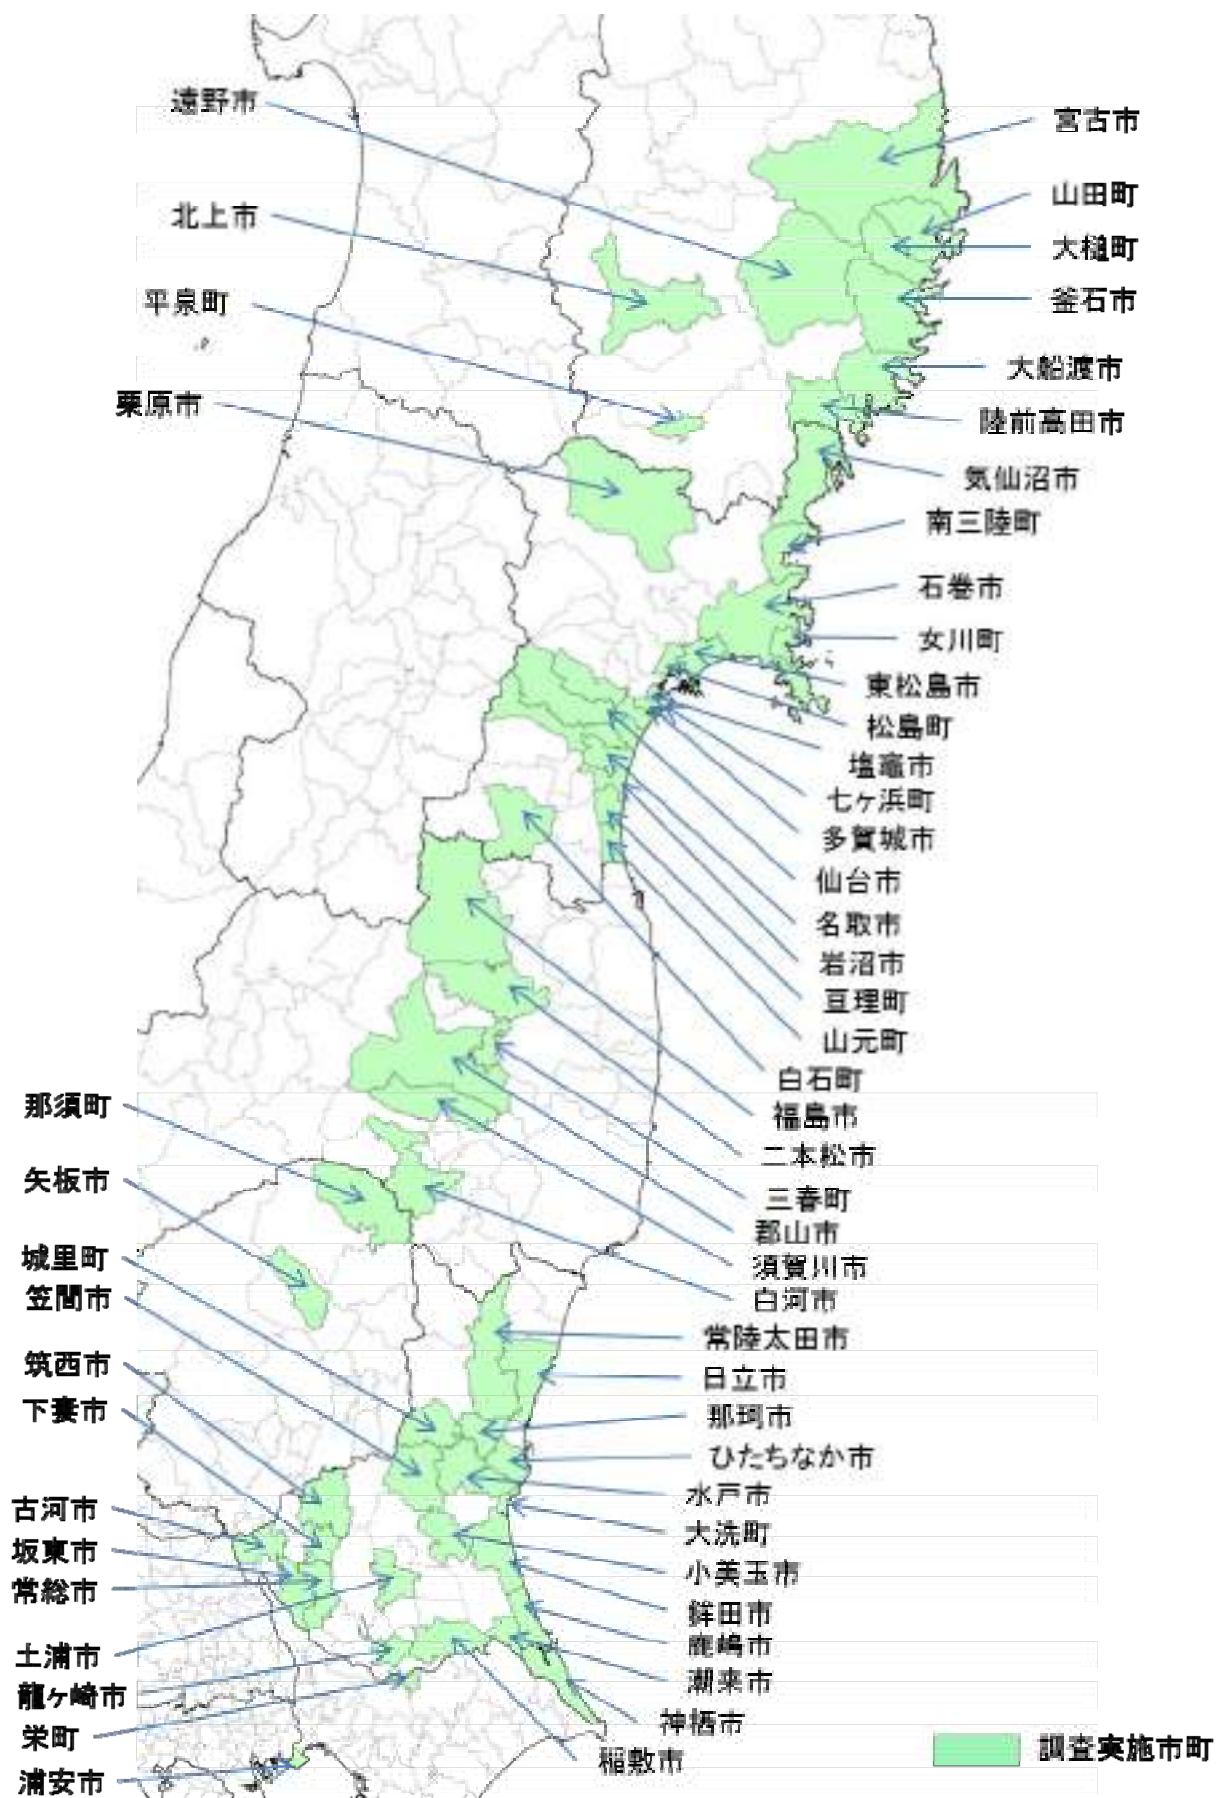 遠野市
北上市
平泉町
栗原市
那須町
矢板市
城里町
笠間市
筑西市
下妻市
古河市
坂東市
常総市
土浦市
龍ヶ崎市
栄町
浦安市
宮古市
山田町
大槌町
釜石市
大船渡市
陸前高田市
気仙沼市
南三陸町
石巻市
女川町
東松島市
松島町
塩竈市
七ヶ浜町
多賀城市
仙台市
名取市
岩沼市
亘理町
山元町
白石町
福島市
二本松市
三春町
郡山市
須賀川市
白河市
常陸太田市
日立市
那珂市
ひたちなか市
水戸市
大洗町
小美玉市
鉾田市
鹿嶋市
潮来市
神栖市
稲敷市
調査実施市町